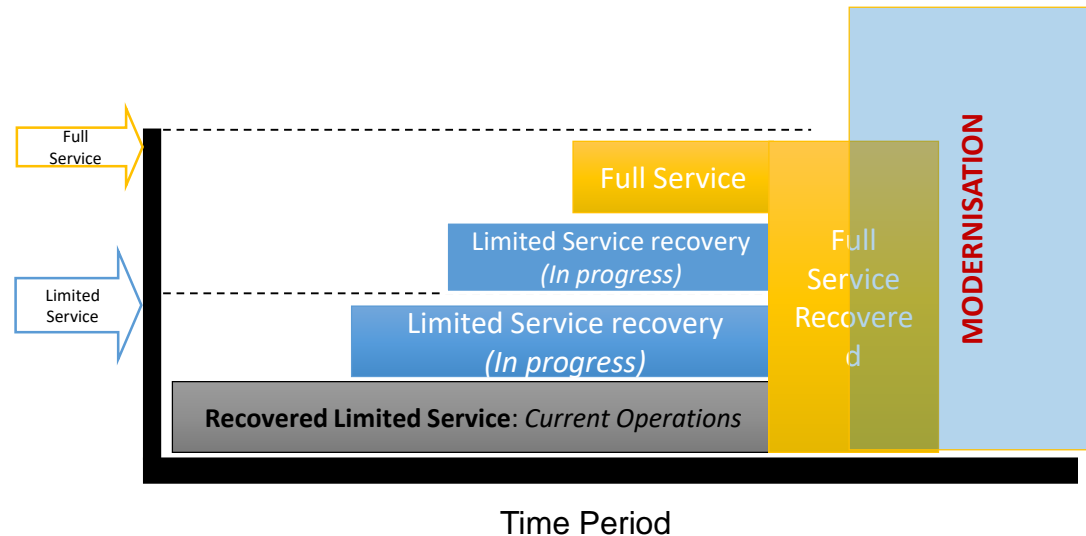 Full
Service
Full Service
Limited Service recovery
(In progress)
Full
Service
Recovere
d
MODERNISATION
Limited
Service
Limited Service recovery
(In progress)
Recovered Limited Service: Current Operations
Time Period